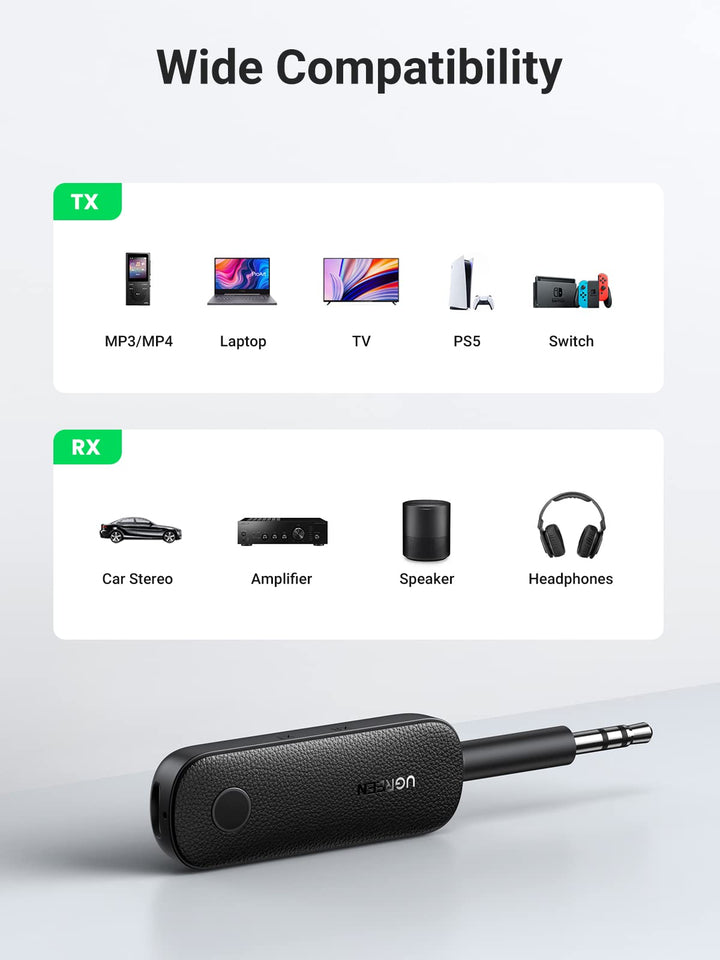 Wide Compatibility
TX
MP3/MP4
Laptop
TV
PS5
Switch
RX
Car Stereo
Amplifier
Speaker
Headphones
UGREEN